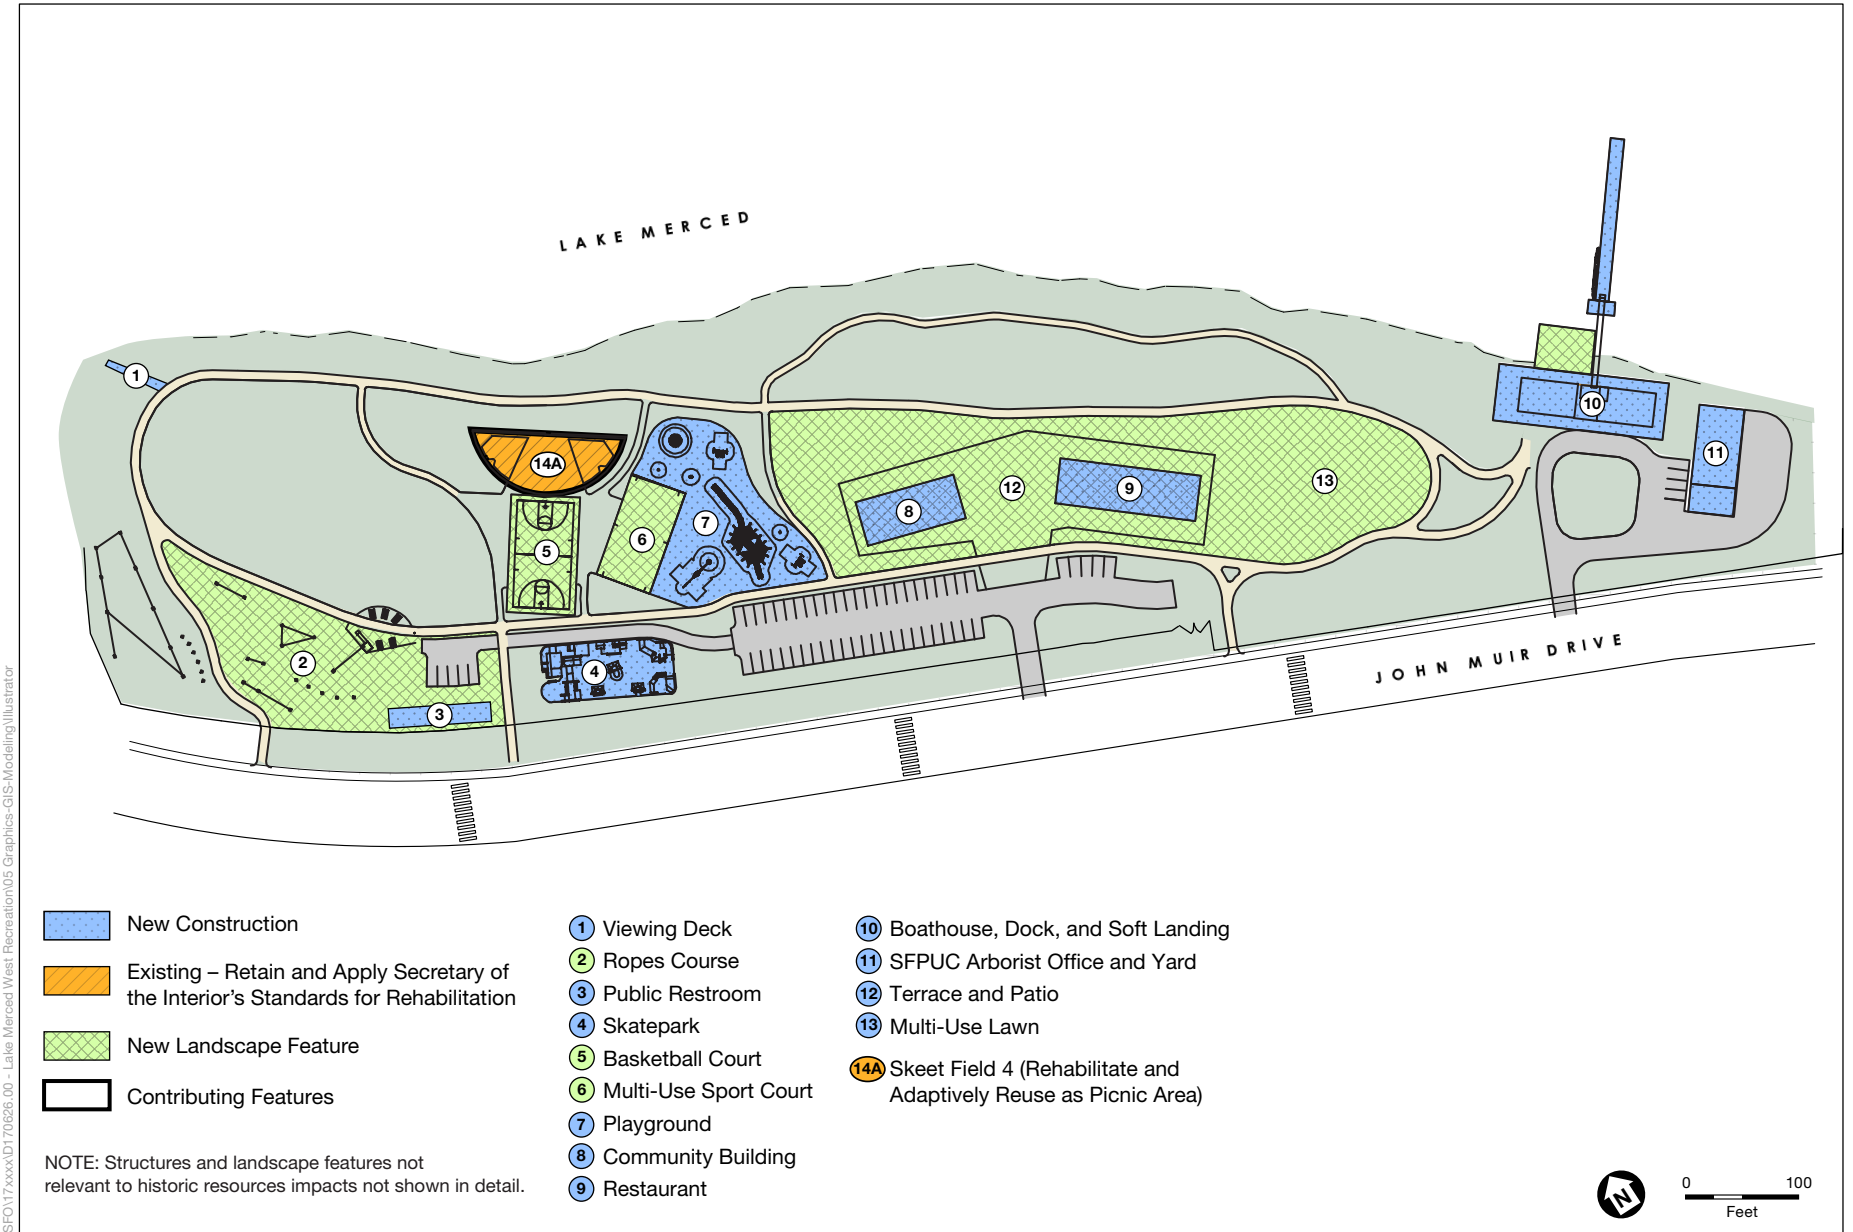 LAKE MERCED
1
14A
5
6
7
8
12
9
13
10
11
2
3
4
JOHN MUIR DRIVE
New Construction
Existing – Retain and Apply Secretary of
the Interior's Standards for Rehabilitation
New Landscape Feature
Contributing Features
NOTE: Structures and landscape features not
relevant to historic resources impacts not shown in detail.
1 Viewing Deck
2 Ropes Course
3 Public Restroom
4 Skatepark
5 Basketball Court
6 Multi-Use Sport Court
7 Playground
8 Community Building
9 Restaurant
10 Boathouse, Dock, and Soft Landing
11 SFPUC Arborist Office and Yard
12 Terrace and Patio
13 Multi-Use Lawn
14A Skeet Field 4 (Rehabilitate and
Adaptively Reuse as Picnic Area)
N
0 100
Feet
SFO\17xxxx\D170626.00 - Lake Merced West Recreation\05 Graphics-GIS-Modeling\Illustrator